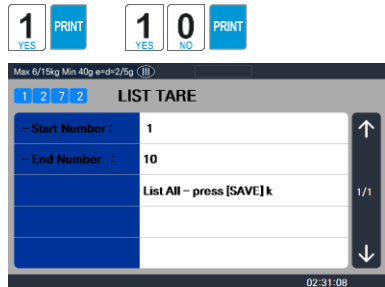 1 YES PRINT 1 YES 0 NO PRINT
Max 6/15kg Min 40g e=d=2/5g III
1 2 7 2 LIST TARE
- Start Number : 1
- End Number : 10
List All - press [SAVE] k
1/1
02:31:08